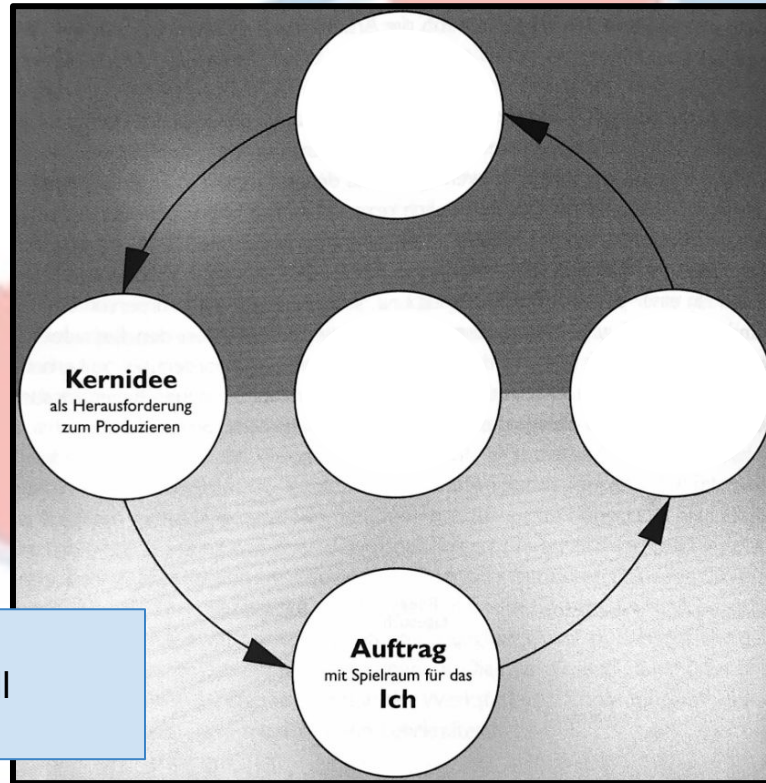 Kernidee
als Herausforderung
zum Produzieren
Auftrag
mit Spielraum für das
Ich